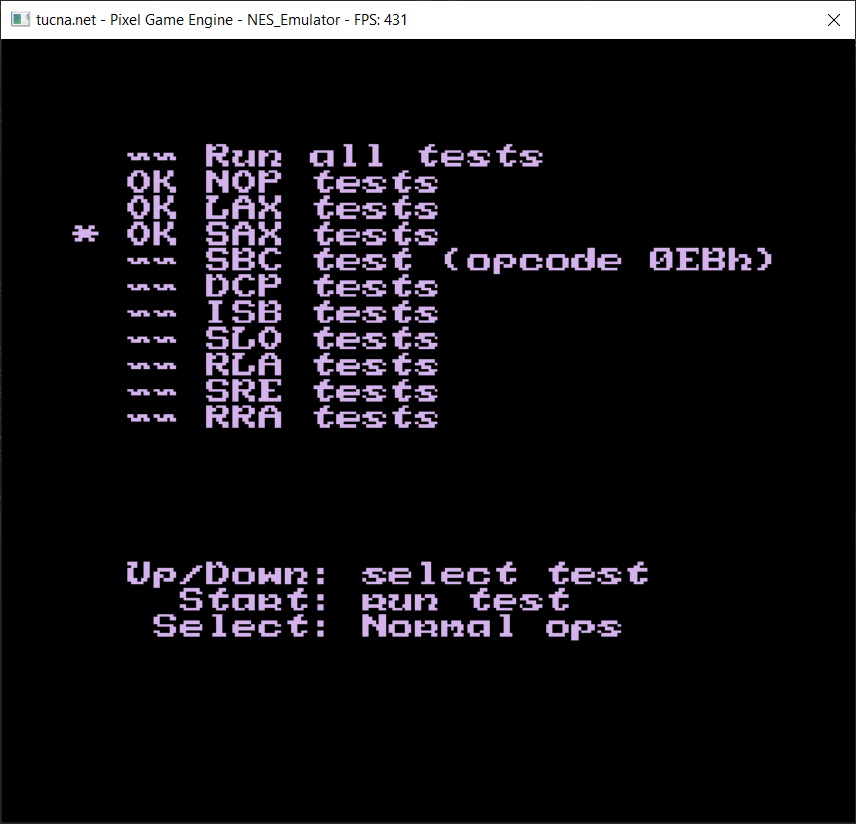 tucna.net - Pixel Game Engine - NES_Emulator - FPS: 431
-- Run all tests
OK NOP tests
OK LAX tests
* OK SAX tests
-- SBC test (opcode 0EBh)
-- DCP tests
-- ISB tests
-- SLO tests
-- RLA tests
-- SRE tests
-- RRA tests
Up/Down: select test
Start: run test
Select: Normal ops